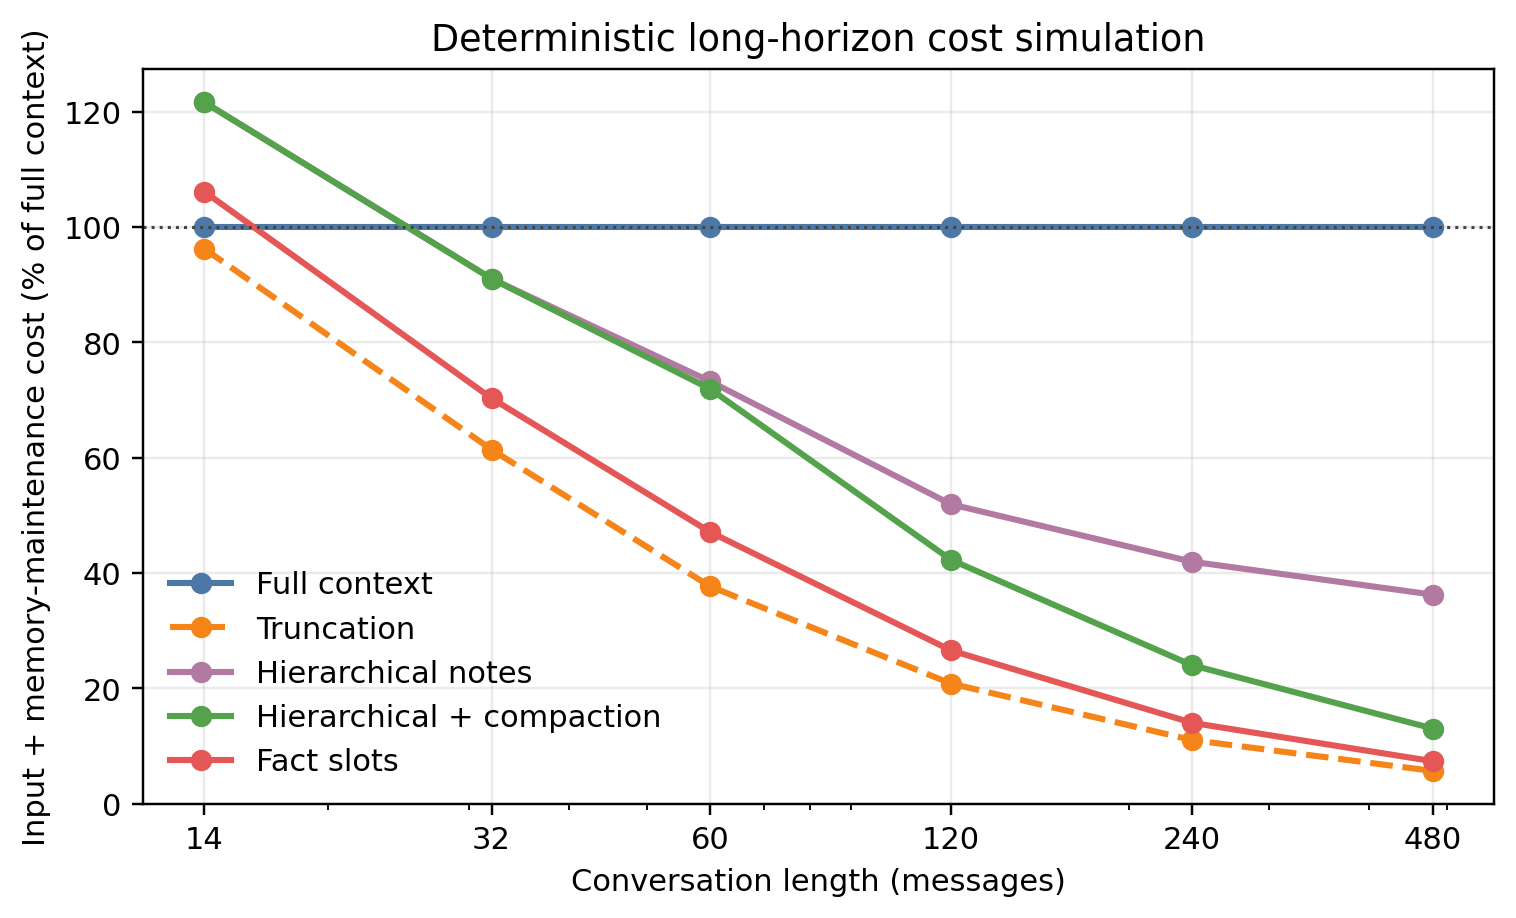 Deterministic long-horizon cost simulation
Input + memory-maintenance cost (% of full context)
120
100
80
60
40
20
0
Full context
Truncation
Hierarchical notes
Hierarchical + compaction
Fact slots
14 32 60 120 240 480
Conversation length (messages)